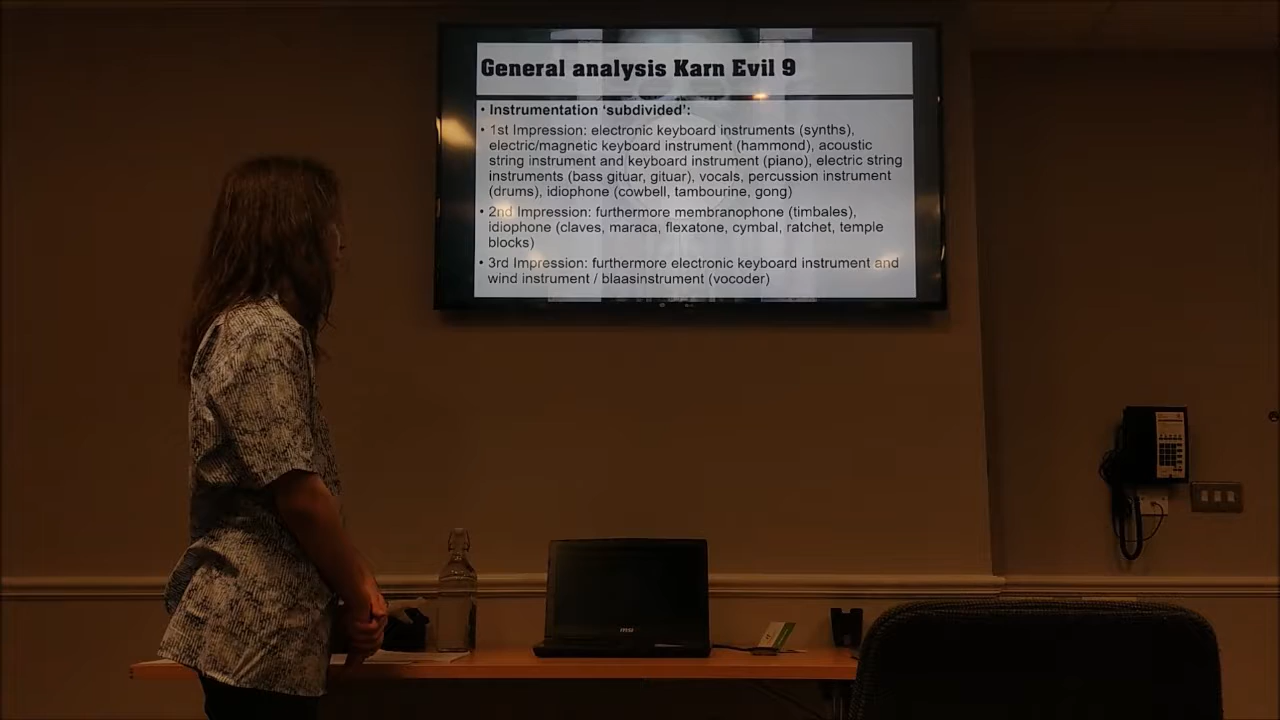 General analysis Karn Evil 9
• Instrumentation ‘subdivided’:
• 1st Impression: electronic keyboard instruments (synths),
electric/magnetic keyboard instrument (hammond), acoustic
string instrument and keyboard instrument (piano), electric string
instruments (bass gituar, gituar), vocals, percussion instrument
(drums), idiophone (cowbell, tambourine, gong)
• 2nd Impression: furthermore membranophone (timbales),
idiophone (claves, maraca, flexatone, cymbal, ratchet, temple
blocks)
• 3rd Impression: furthermore electronic keyboard instrument and
wind instrument / blaasinstrument (vocoder)
msi